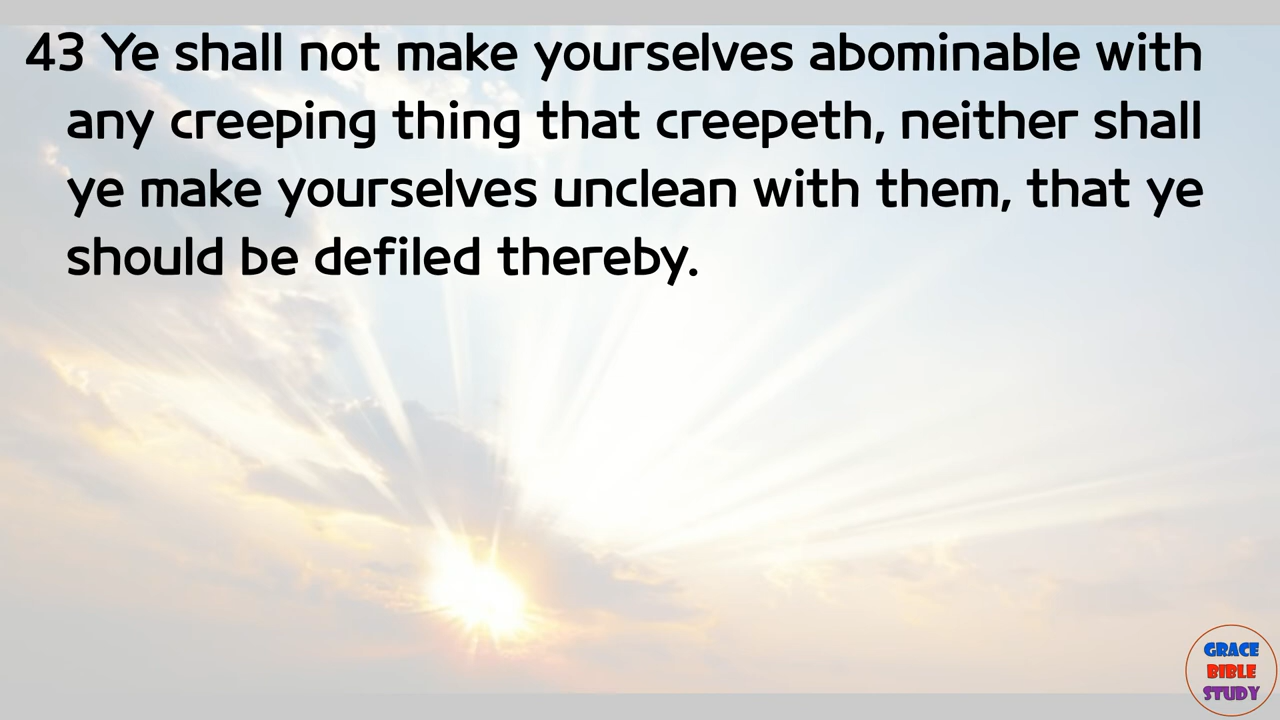 43 Ye shall not make yourselves abominable with
any creeping thing that creepeth, neither shall
ye make yourselves unclean with them, that ye
should be defiled thereby.
GRACE
BIBLE
STUDY